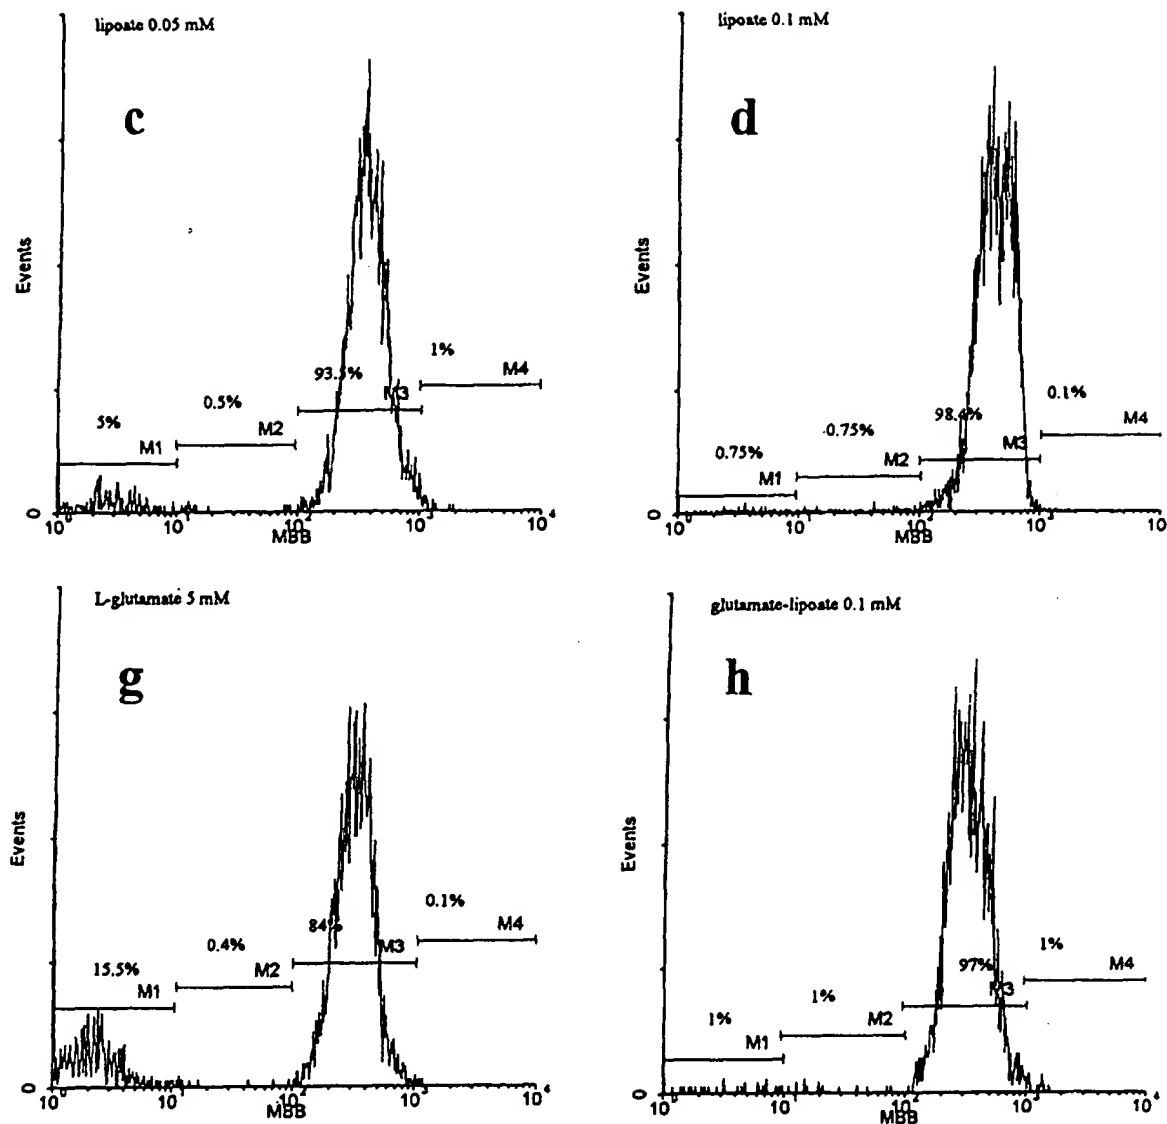 lipoate 0.05 mM
c
Events
5%
M1
0.5%
M2
93.5%
M3
1%
M4
0
10⁰
10¹
10²
10³
10⁴
MBB
lipoate 0.1 mM
d
Events
0.75%
M1
0.75%
M2
98.4%
M3
0.1%
M4
0
10⁰
10¹
10²
10³
10
MBB
L-glutamate 5 mM
g
Events
15.5%
M1
0.4%
M2
84%
M3
0.1%
M4
0
10⁰
10¹
10²
10³
4
MBB
glutamate-lipoate 0.1 mM
h
Events
1%
M1
1%
M2
97%
M3
1%
M4
0
10⁰
10¹
10²
10³
10⁴
MBB